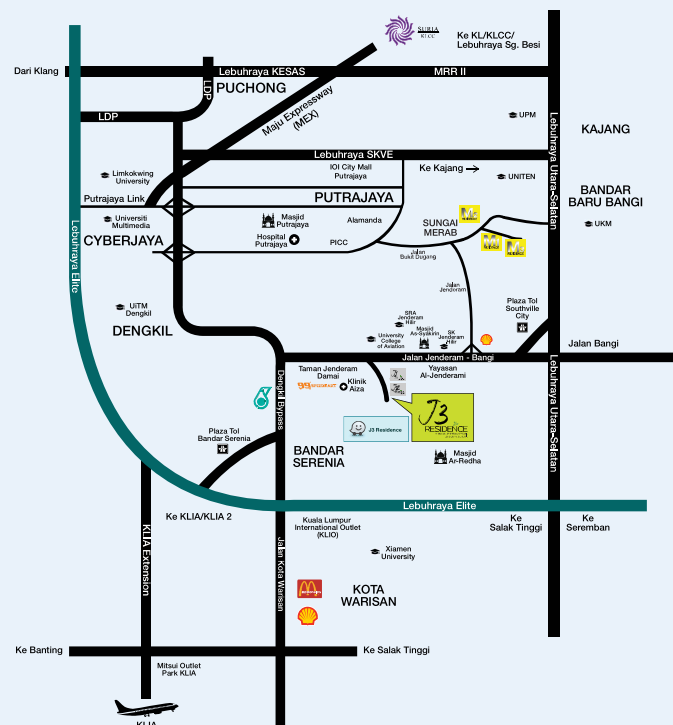 SURIA
KLCC
Ke KL/KLCC/
Lebuhraya Sg. Besi
Dari Klang
Lebuhraya KESAS
MRR II
LDP
PUCHONG
Maju Expressway
(MEX)
LDP
UPM
Lebuhraya Utara-Selatan
KAJANG
Lebuhraya SKVE
IOI City Mall
Putrajaya
Ke Kajang
Limkokwing
University
UNITEN
Putrajaya Link
PUTRAJAYA
BANDAR
BARU BANGI
Universiti
Multimedia
Masjid
Putrajaya
Alamanda
SUNGAI
MERAB
UKM
CYBERJAYA
Hospital
Putrajaya
PICC
Jalan
Bukit Dugang
Lebuhraya Elite
Jalan
Jenderam
UiTM
Dengkil
Plaza Tol
Southville
City
SRA
Jenderam
Hilir
DENGKIL
University
College
of Aviation
Masjid
As-Syakirin
SK
Jenderam
Hilir
Jalan Bangi
Jalan Jenderam - Bangi
Taman Jenderam
Damai
Yayasan
Al-Jenderami
Klinik
Aiza
99 SPEEDMART
Dengkil Bypass
Lebuhraya Utara-Selatan
J3
RESIDENCE
J3 Residence
Plaza Tol
Bandar Serenia
BANDAR
SERENIA
Masjid
Ar-Redha
Lebuhraya Elite
Ke KLIA/KLIA 2
Kuala Lumpur
International Outlet
(KLIO)
Ke
Salak Tinggi
Ke
Seremban
KLIA Extension
Jalan Kota Warisan
Xiamen
University
KOTA
WARISAN
Ke Banting
Ke Salak Tinggi
Mitsui Outlet
Park KLIA
KLIA